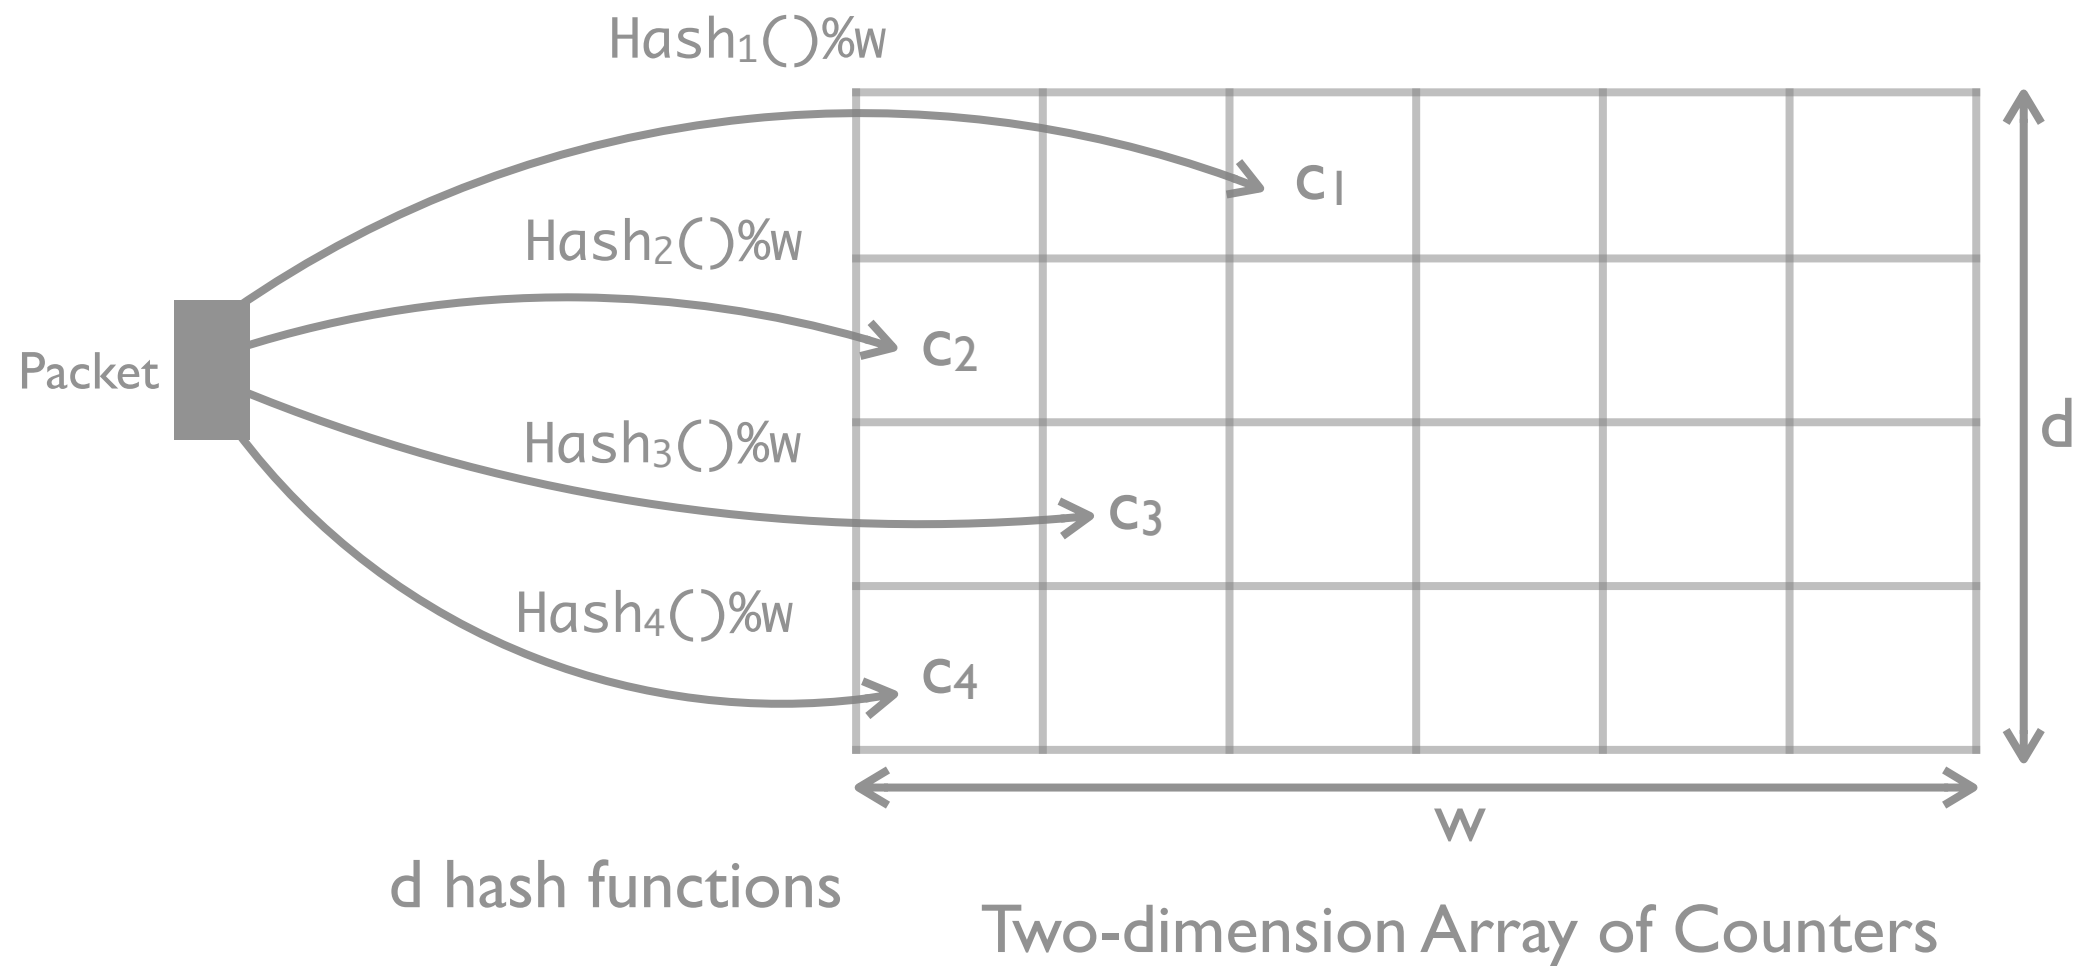 Hash₁()%w
c₁
Hash₂()%w
c₂
Packet
Hash₃()%w
c₃
d
Hash₄()%w
c₄
w
d hash functions
Two-dimension Array of Counters